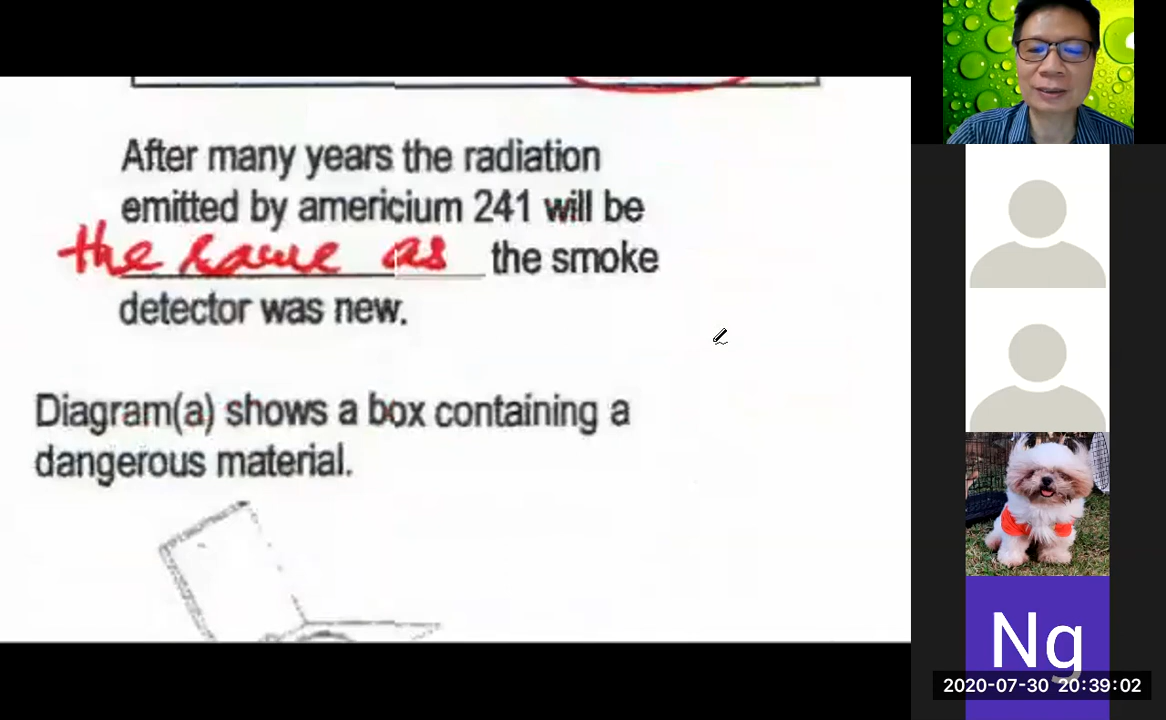 After many years the radiation
emitted by americium 241 will be
the same as the smoke
detector was new.
Diagram(a) shows a box containing a
dangerous material.
Ng
2020-07-30 20:39:02